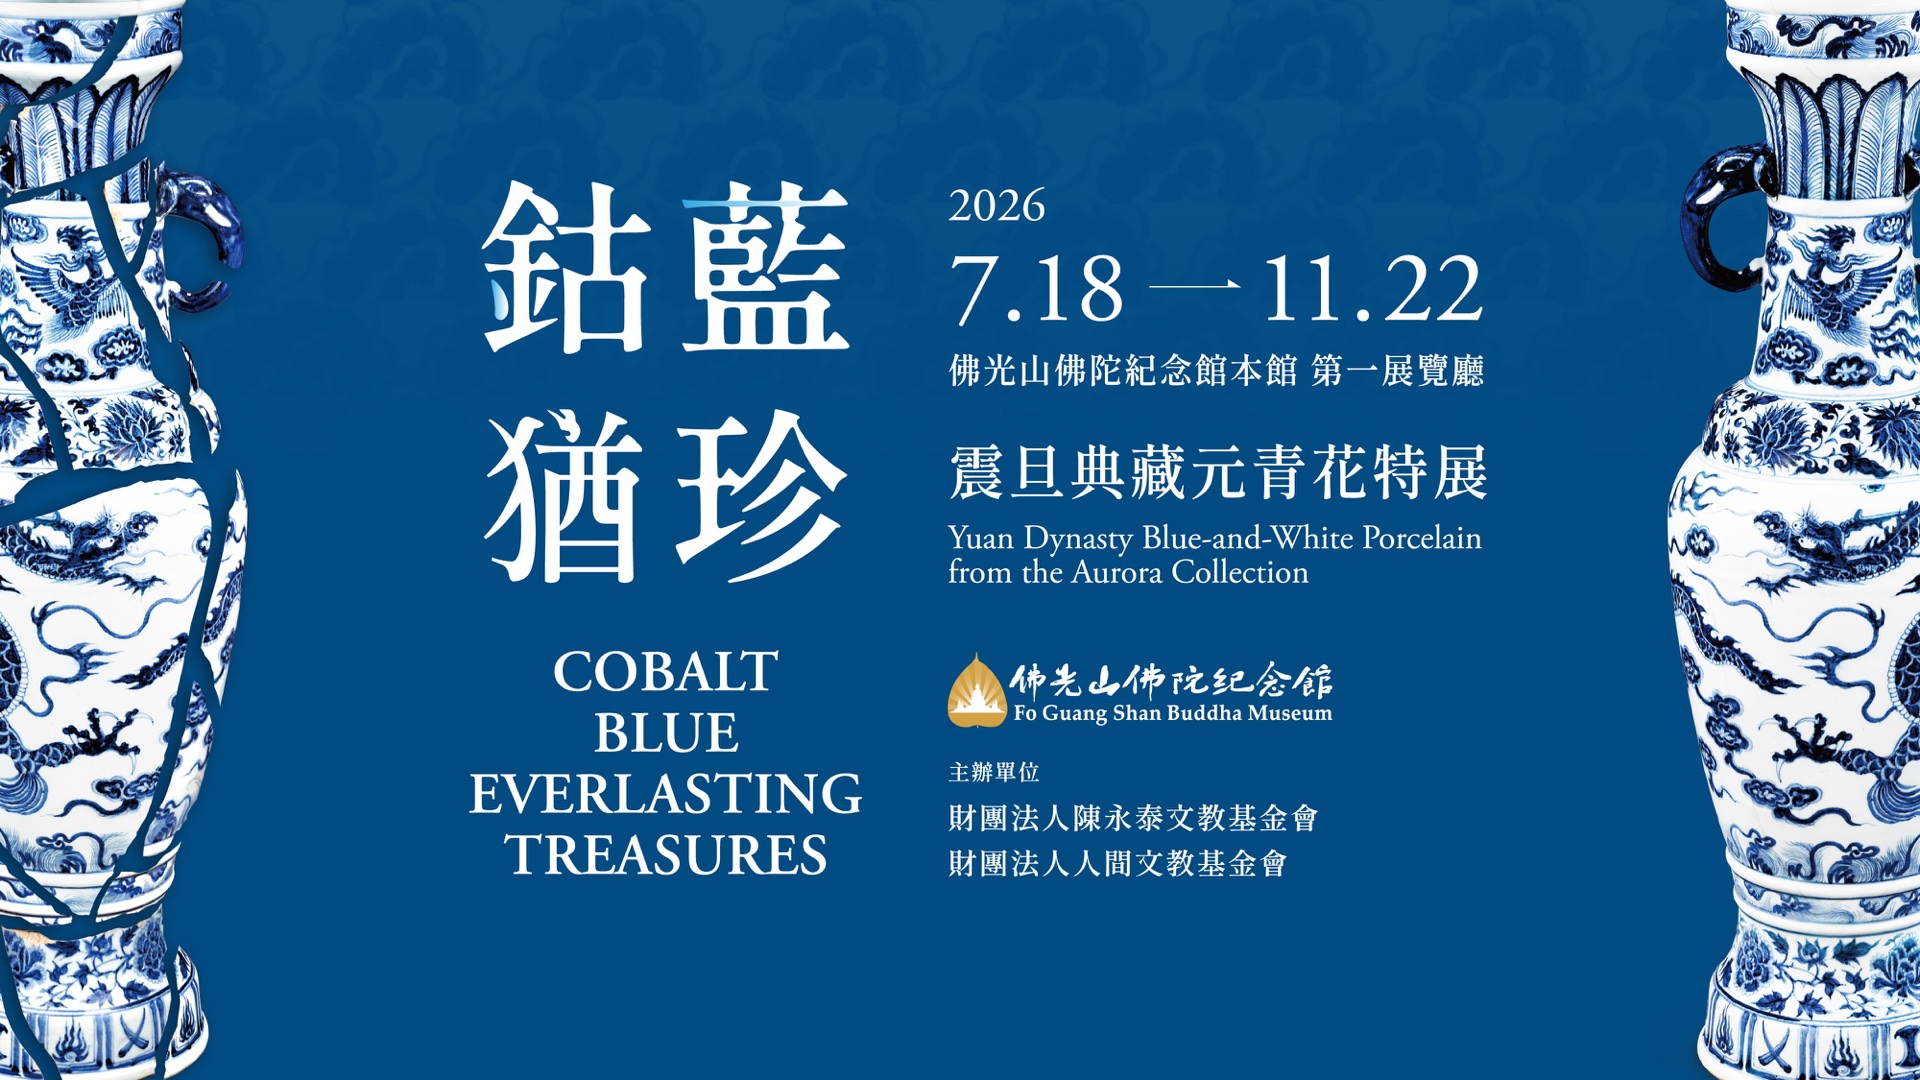 鈷藍
猶珍
COBALT
BLUE
EVERLASTING
TREASURES
2026
7.18 → 11.22
佛光山佛陀紀念館本館 第一展覽廳
震旦典藏元青花特展
Yuan Dynasty Blue-and-White Porcelain
from the Aurora Collection
佛光山佛陀紀念館
Fo Guang Shan Buddha Museum
主辦單位
財團法人陳永泰文教基金會
財團法人人間文教基金會